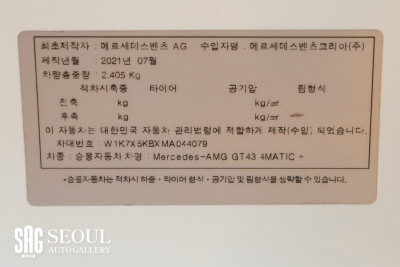 최초제작자 : 메르세데스벤츠 AG 수입자명 : 메르세데스벤츠코리아(주)
제작년월 : 2021년 07월
차량총중량 : 2,405 Kg
적차시축중 타이어 공기압 림형식
전축 kg kg/㎠
후축 kg kg/㎠
이 자동차는 대한민국 자동차 관리법령에 적합하게 제작(수입) 되었습니다.
차대번호 : W1K7X5KBXMA044079
차종 : 승용자동차 차명 : Mercedes-AMG GT43 4MATIC +
*승용자동차는 적차시 하중·타이어 형식·공기압 및 림형식을 생략할 수 있습니다.
SAG SEOUL
AUTO GALLERY